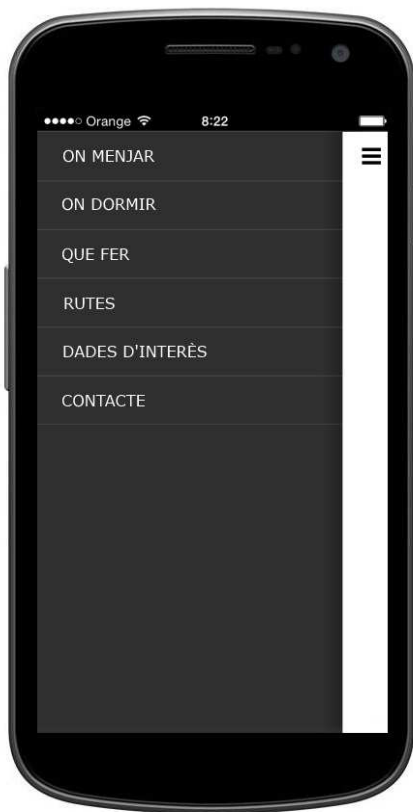 Orange 8:22
ON MENJAR
ON DORMIR
QUE FER
RUTES
DADES D'INTERÈS
CONTACTE